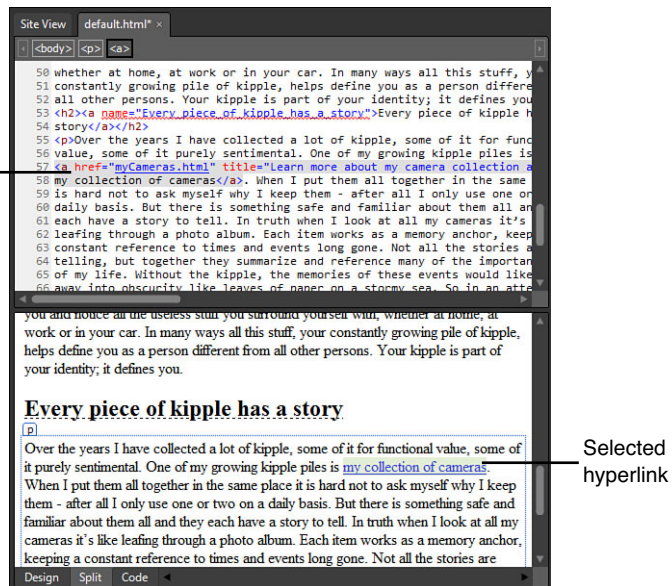 Site View default.html* ×
<body> <p> <a>
50 whether at home, at work or in your car. In many ways all this stuff, y
51 constantly growing pile of kipple, helps define you as a person differe
52 all other persons. Your kipple is part of your identity; it defines you
53 <h2><a name="Every_piece_of_kipple_has_a_story">Every piece of kipple h
54 story</a></h2>
55 <p>Over the years I have collected a lot of kipple, some of it for func
56 value, some of it purely sentimental. One of my growing kipple piles is
57 <a href="myCameras.html" title="Learn more about my camera collection a
58 my collection of cameras</a>. When I put them all together in the same
59 is hard not to ask myself why I keep them - after all I only use one or
60 daily basis. But there is something safe and familiar about them all an
61 each have a story to tell. In truth when I look at all my cameras it's
62 leafing through a photo album. Each item works as a memory anchor, keep
63 constant reference to times and events long gone. Not all the stories a
64 telling, but together they summarize and reference many of the importan
65 of my life. Without the kipple, the memories of these events would like
66 away into obscurity like leaves of paper on a stormy sea. So in an atte
you and notice all the useless stuff you surround yourself with, whether at home, at
work or in your car. In many ways all this stuff, your constantly growing pile of kipple,
helps define you as a person different from all other persons. Your kipple is part of
your identity; it defines you.
Every piece of kipple has a story
p
Over the years I have collected a lot of kipple, some of it for functional value, some of
it purely sentimental. One of my growing kipple piles is my collection of cameras.
When I put them all together in the same place it is hard not to ask myself why I keep
them - after all I only use one or two on a daily basis. But there is something safe and
familiar about them all and they each have a story to tell. In truth when I look at all my
cameras it's like leafing through a photo album. Each item works as a memory anchor,
keeping a constant reference to times and events long gone. Not all the stories are
Design Split Code
Selected
hyperlink